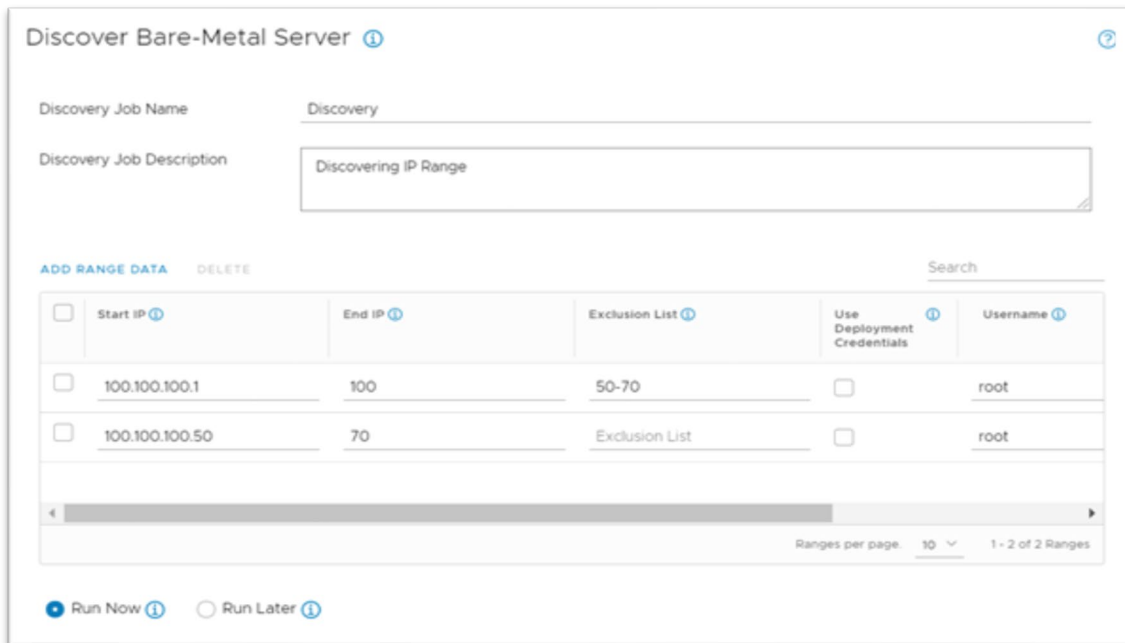 Discover Bare-Metal Server
Discovery Job Name Discovery
Discovery Job Description Discovering IP Range
ADD RANGE DATA DELETE Search
Start IP End IP Exclusion List Use Deployment Credentials Username
100.100.100.1 100 50-70 root
100.100.100.50 70 Exclusion List root
Ranges per page. 10 1 - 2 of 2 Ranges
Run Now Run Later